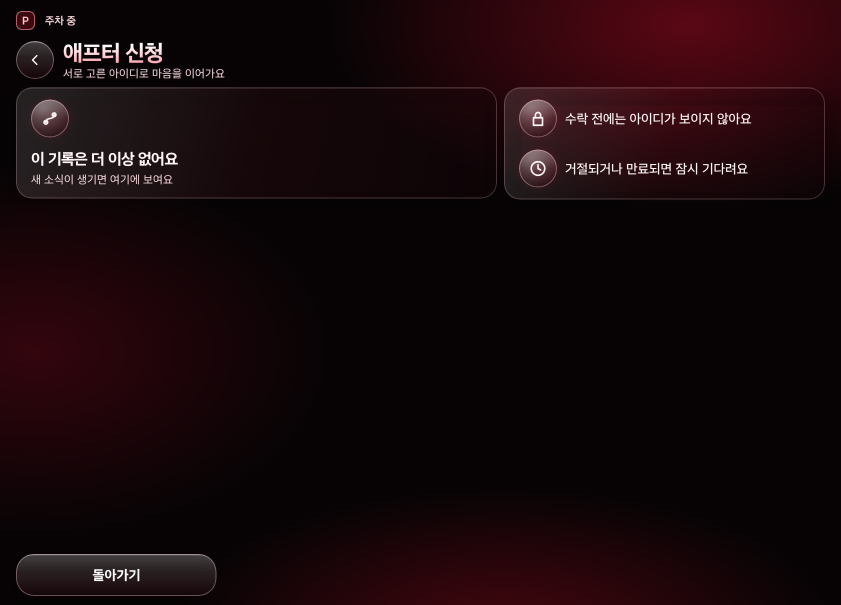 P 주차 중
애프터 신청
서로 고른 아이디로 마음을 이어가요
이 기록은 더 이상 없어요
새 소식이 생기면 여기에 보여요
수락 전에는 아이디가 보이지 않아요
거절되거나 만료되면 잠시 기다려요
돌아가기